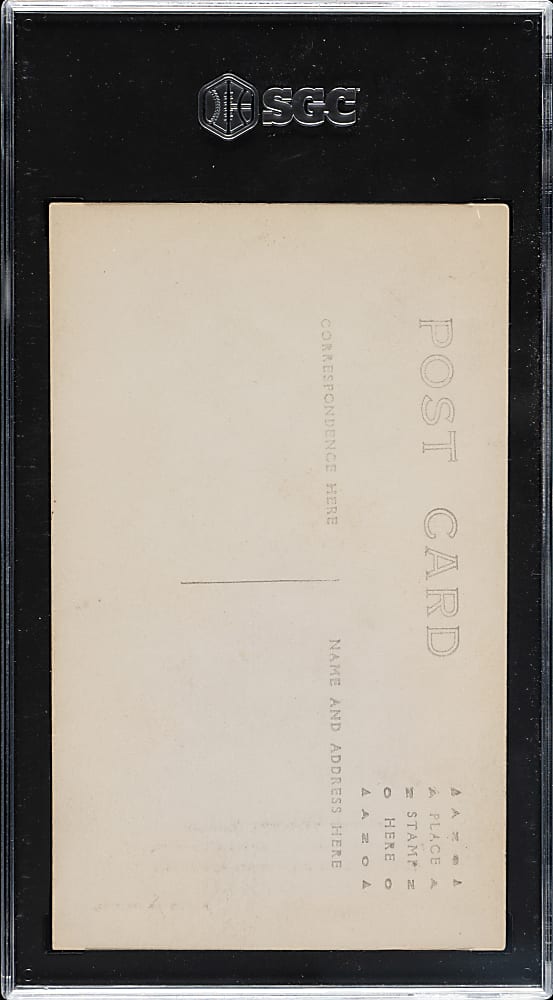 SGC
POST CARD
CORRESPONDENCE HERE
NAME AND ADDRESS HERE
PLACE
STAMP
HERE